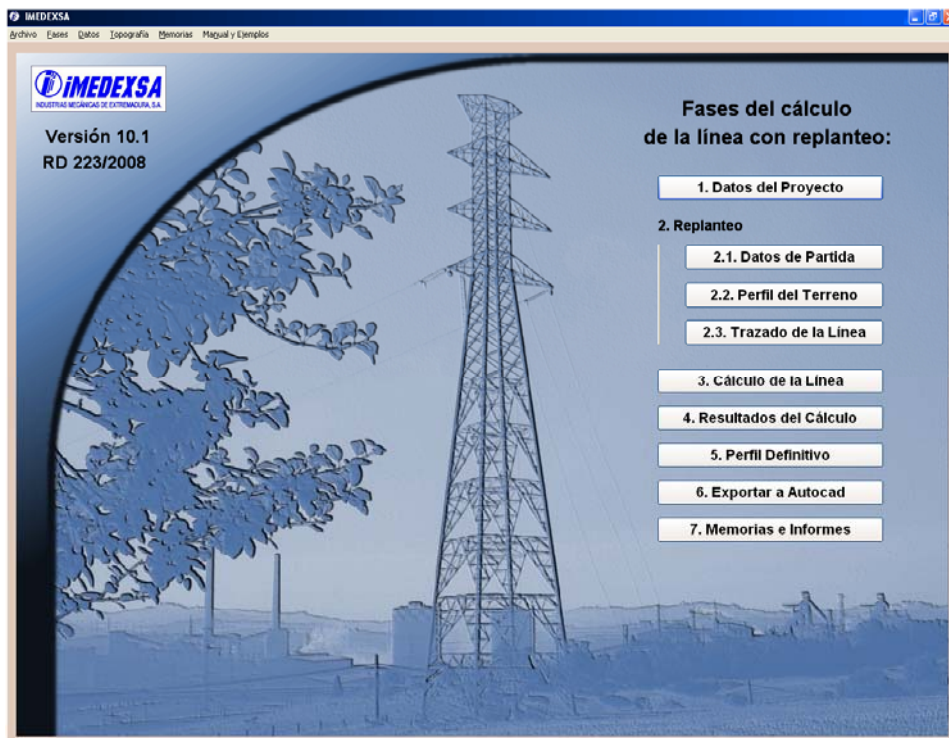 IMEDEXSA
Archivo Fases Datos Topografía Memorias Manual y Ejemplos
iMEDEXSA
INDUSTRIAS MECÁNICAS DE EXTREMADURA, S.A.
Versión 10.1
RD 223/2008
Fases del cálculo
de la línea con replanteo:
1. Datos del Proyecto
2. Replanteo
2.1. Datos de Partida
2.2. Perfil del Terreno
2.3. Trazado de la Línea
3. Cálculo de la Línea
4. Resultados del Cálculo
5. Perfil Definitivo
6. Exportar a Autocad
7. Memorias e Informes